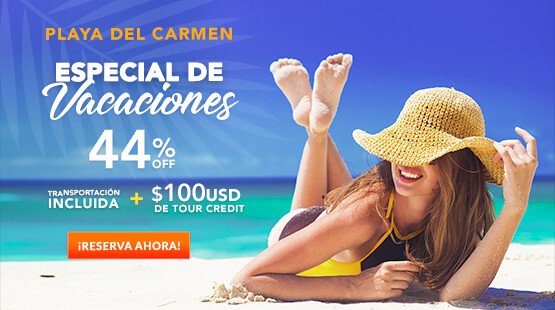 PLAYA DEL CARMEN
ESPECIAL DE
Vacaciones
44% OFF
TRANSPORTACIÓN
INCLUIDA
+
$100USD
DE TOUR CREDIT
¡RESERVA AHORA!